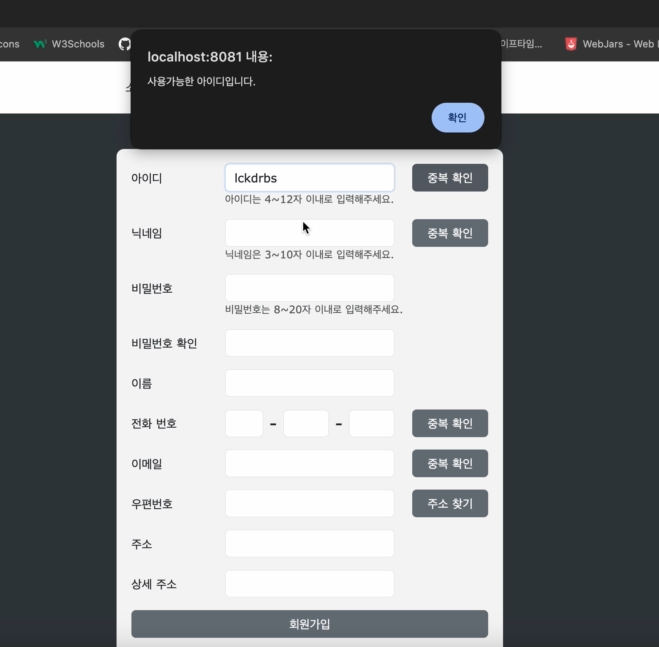 cons W3Schools 이프타임... WebJars - Web
localhost:8081 내용:
사용가능한 아이디입니다.
확인
아이디 lckdrbs 중복 확인
아이디는 4~12자 이내로 입력해주세요.
닉네임 중복 확인
닉네임은 3~10자 이내로 입력해주세요.
비밀번호
비밀번호는 8~20자 이내로 입력해주세요.
비밀번호 확인
이름
전화 번호 - - 중복 확인
이메일 중복 확인
우편번호 주소 찾기
주소
상세 주소
회원가입